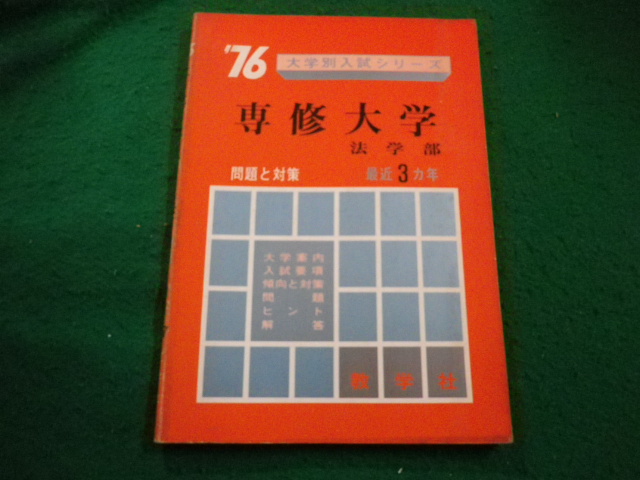 '76 大学別入試シリーズ
専修大学
法学部
問題と対策 最近3カ年
大学案内
入試要項
傾向と対策
問題
ヒント
解答
教学社